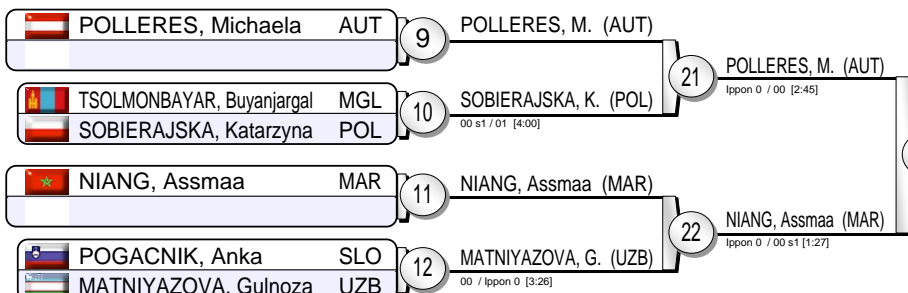 POLLERES, Michaela AUT
9
POLLERES, M. (AUT)
TSOLMONBAYAR, Buyanjargal MGL
SOBIERAJSKA, Katarzyna POL
10
SOBIERAJSKA, K. (POL)
00 s1 / 01 [4:00]
21
POLLERES, M. (AUT)
Ippon 0 / 00 [2:45]
NIANG, Assmaa MAR
11
NIANG, Assmaa (MAR)
POGACNIK, Anka SLO
MATNIYAZOVA, Gulnoza UZB
12
MATNIYAZOVA, G. (UZB)
00 / Ippon 0 [3:26]
22
NIANG, Assmaa (MAR)
Ippon 0 / 00 s1 [1:27]